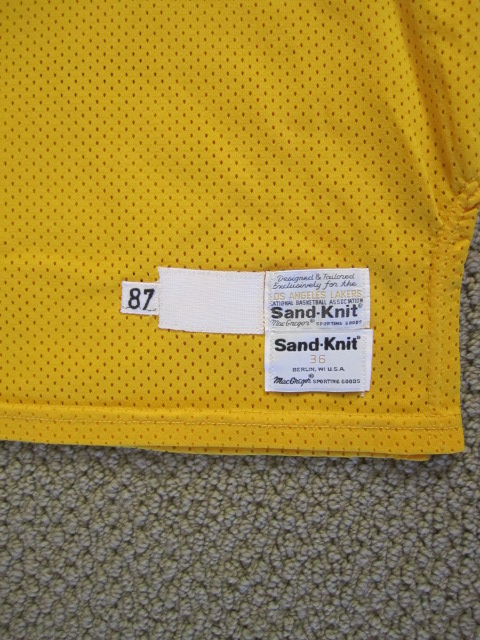 87
Designed & Tailored
Exclusively for the
LOS ANGELES LAKERS
NATIONAL BASKETBALL ASSOCIATION
Sand-Knit®
MacGregor® SPORTING GOODS
Sand-Knit®
36
BERLIN, WI U.S.A.
MacGregor® SPORTING GOODS